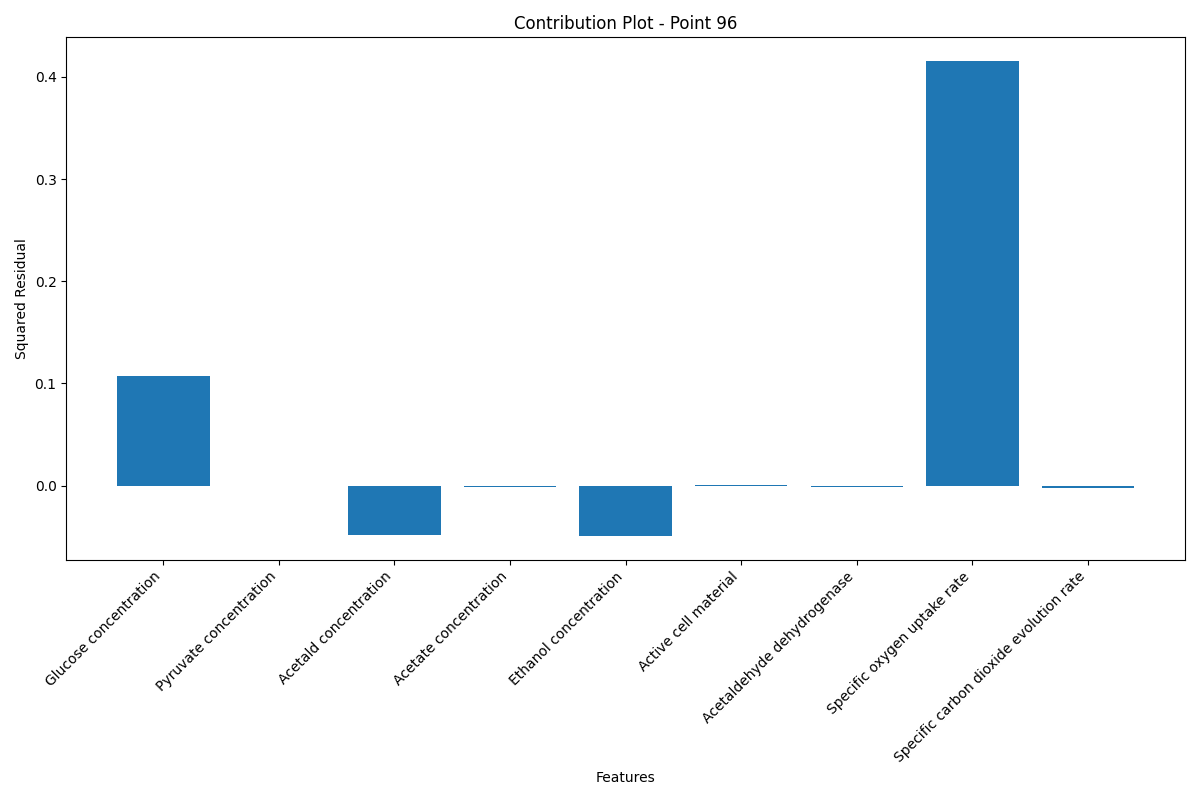 Contribution Plot - Point 96
Squared Residual
0.4
0.3
0.2
0.1
0.0
Glucose concentration
Pyruvate concentration
Acetald concentration
Acetate concentration
Ethanol concentration
Active cell material
Acetaldehyde dehydrogenase
Specific oxygen uptake rate
Specific carbon dioxide evolution rate
Features